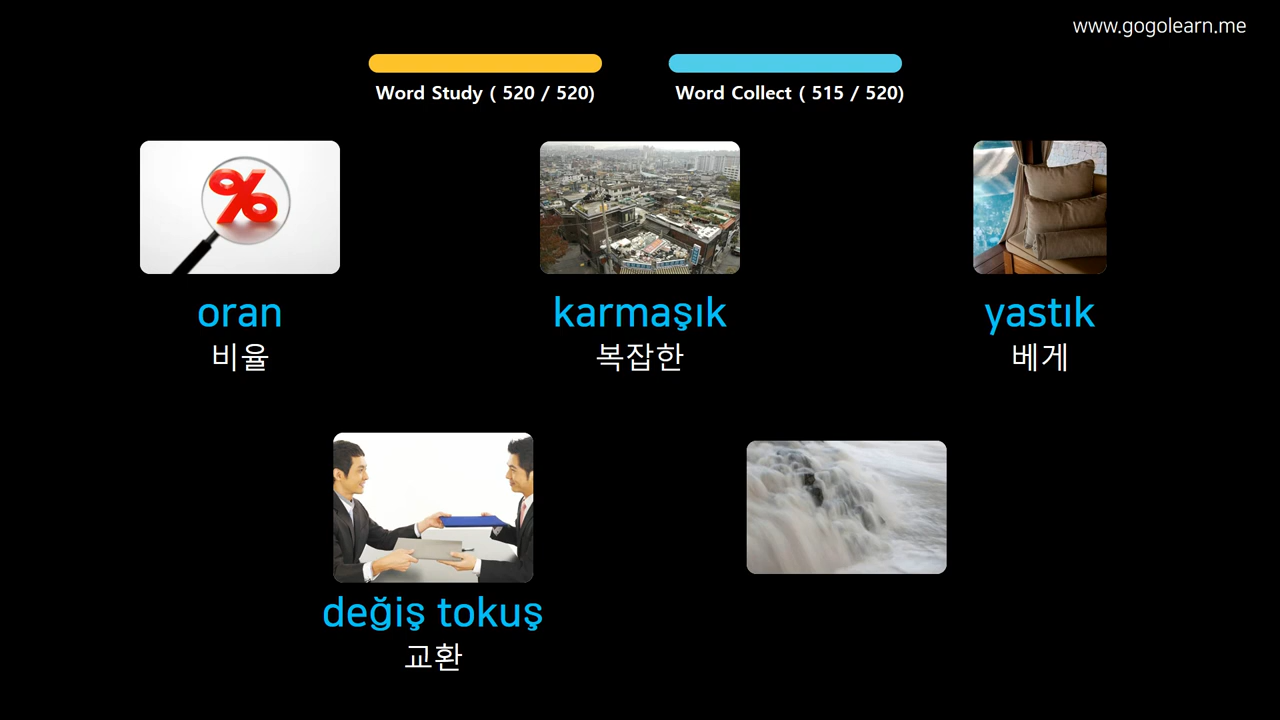 www.gogolearn.me
Word Study ( 520 / 520)
Word Collect ( 515 / 520)
oran
비율
karmaşık
복잡한
yastık
베게
değiş tokuş
교환